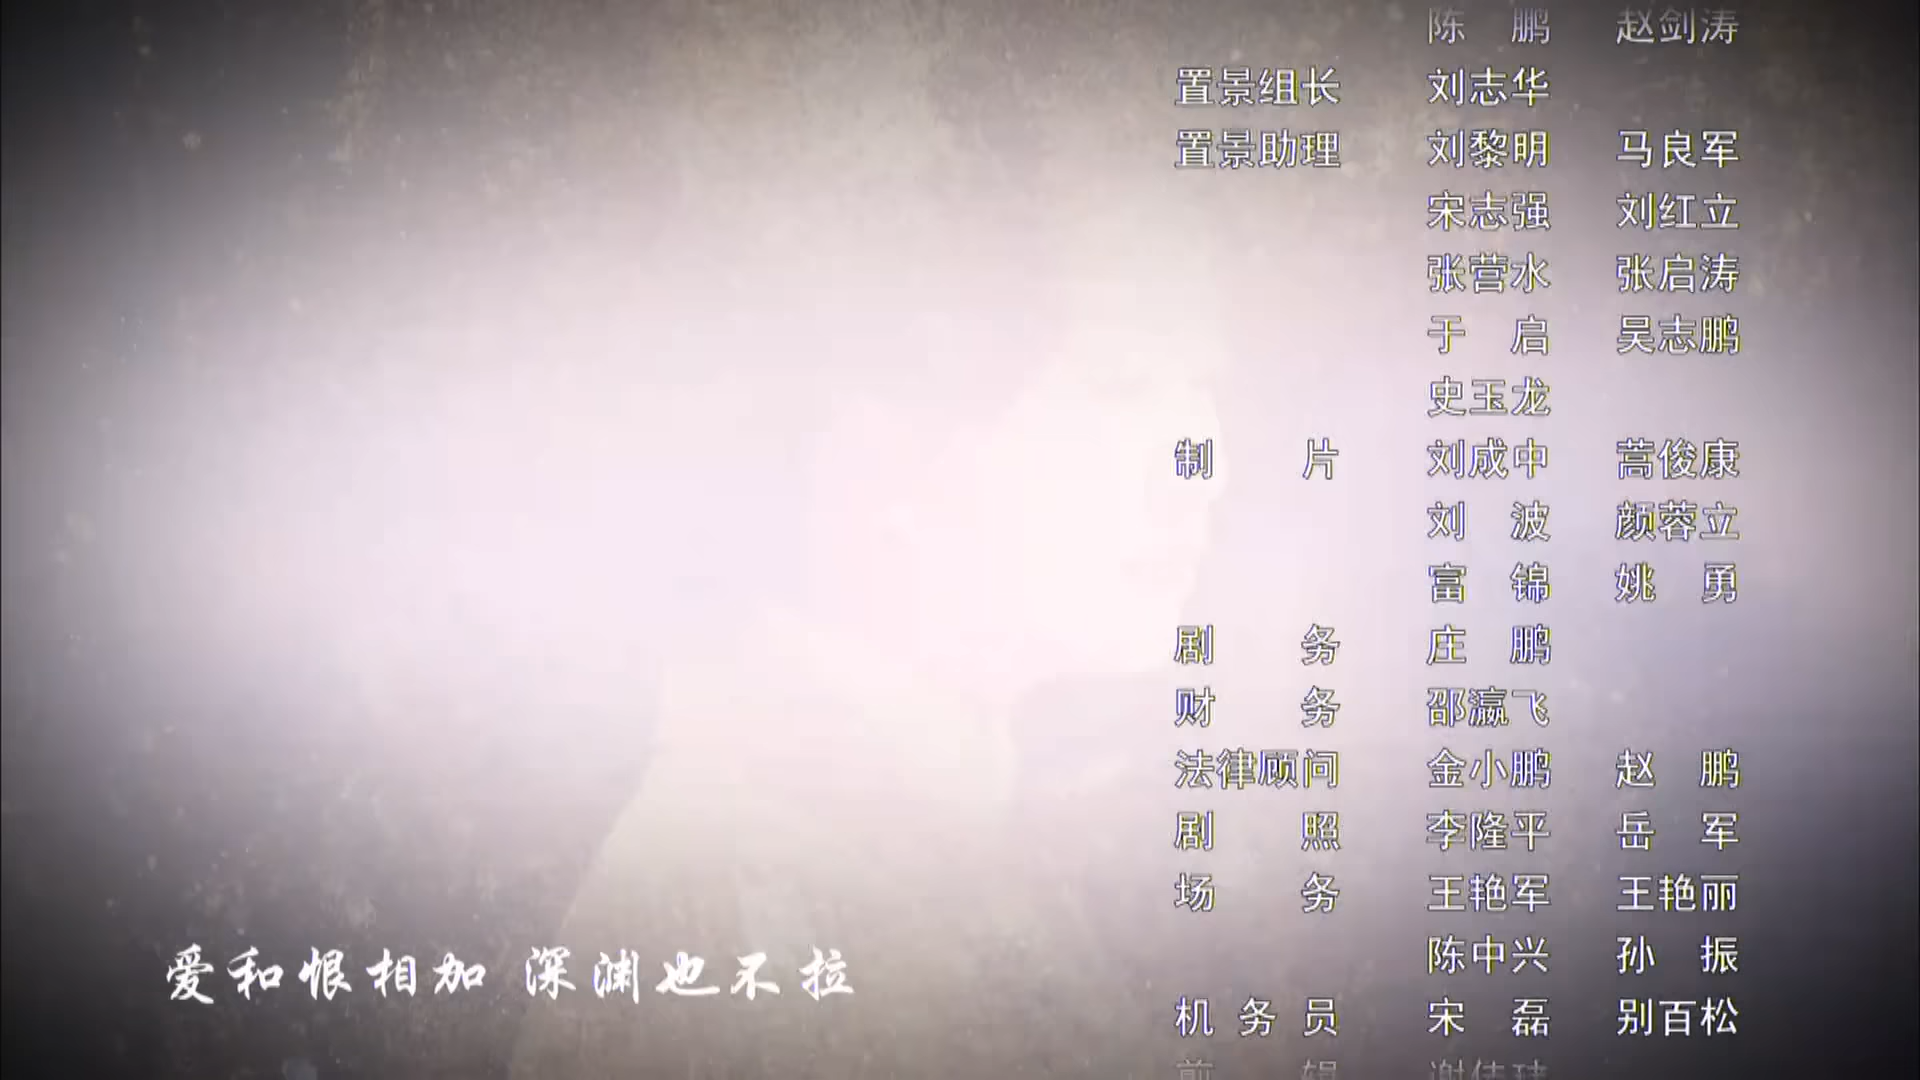 陈 鹏 赵剑涛
置景组长 刘志华
置景助理 刘黎明 马良军
宋志强 刘红立
张营水 张启涛
于 启 吴志鹏
史玉龙
制 片 刘成中 蒿俊康
刘 波 颜蓉立
富 锦 姚 勇
剧 务 庄 鹏
财 务 邵瀛飞
法律顾问 金小鹏 赵 鹏
剧 照 李隆平 岳 军
场 务 王艳军 王艳丽
陈中兴 孙 振
爱和恨相加 深渊也不拉
机务员 宋 磊 别百松
剪 辑